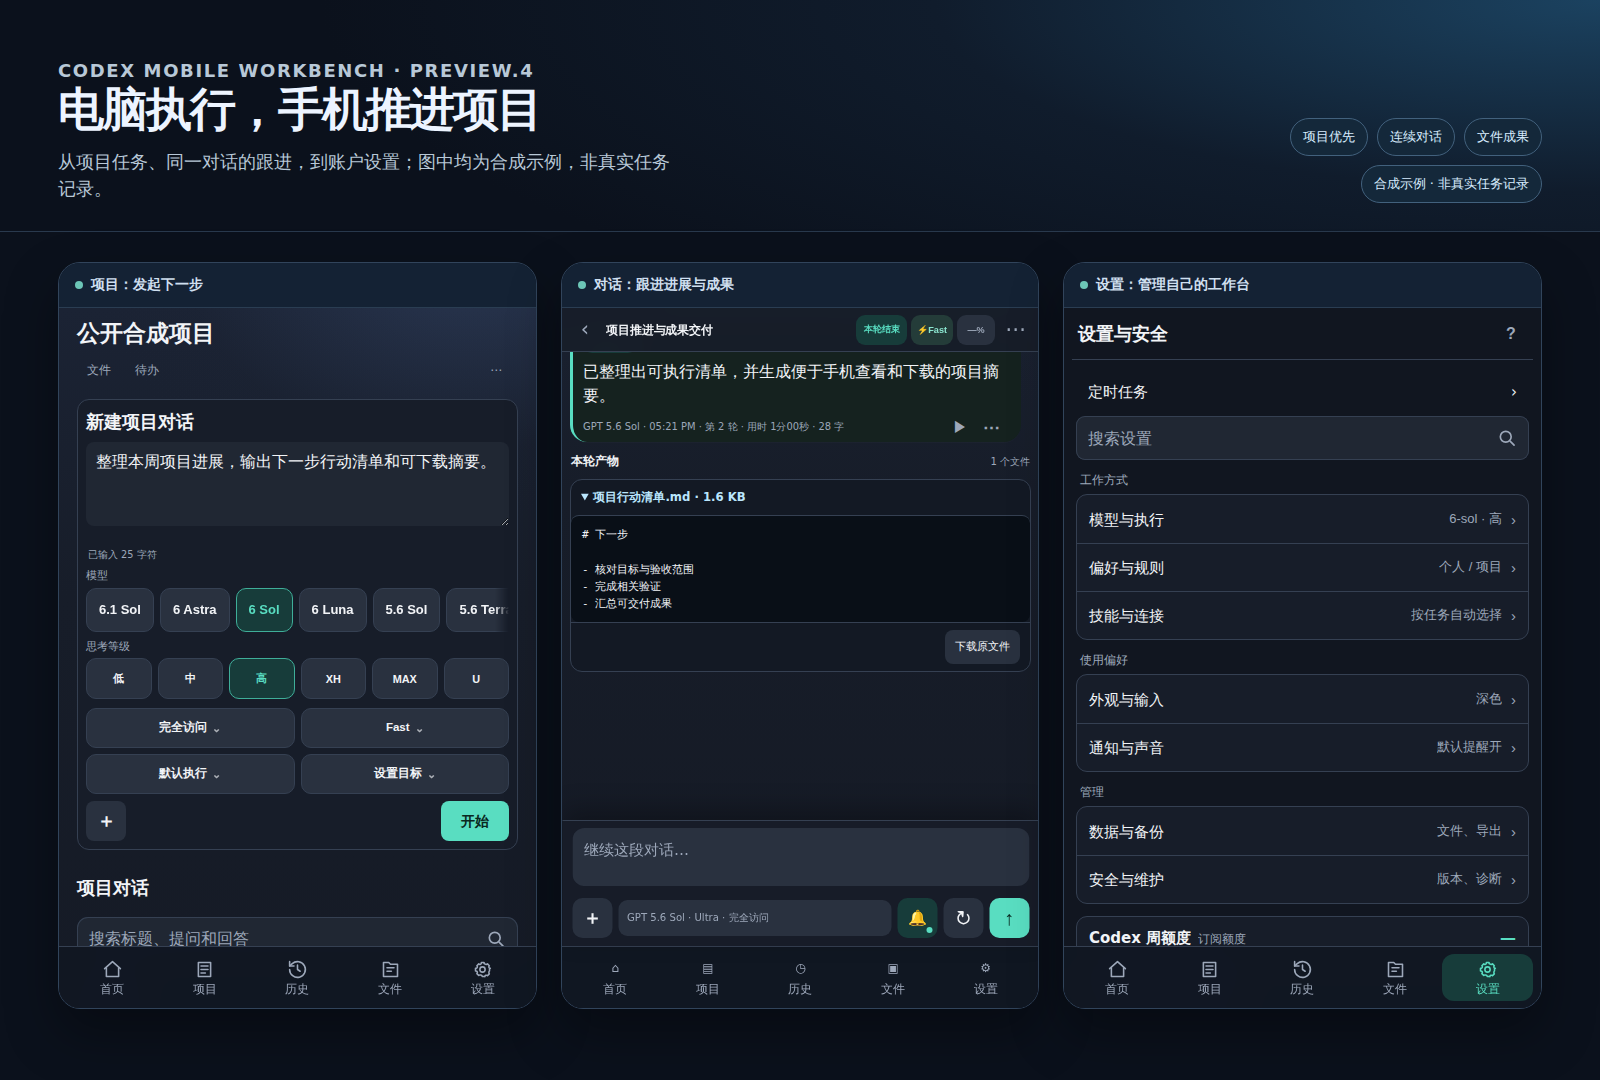 CODEX MOBILE WORKBENCH · PREVIEW.4
电脑执行，手机推进项目
从项目任务、同一对话的跟进，到账户设置；图中均为合成示例，非真实任务
记录。
项目优先
连续对话
文件成果
合成示例 · 非真实任务记录
项目：发起下一步
公开合成项目
文件
待办
···
新建项目对话
整理本周项目进展，输出下一步行动清单和可下载摘要。
已输入 25 字符
模型
6.1 Sol
6 Astra
6 Sol
6 Luna
5.6 Sol
5.6 Terr
思考等级
低
中
高
XH
MAX
U
完全访问 ⌄
Fast ⌄
默认执行 ⌄
设置目标 ⌄
+
开始
项目对话
搜索标题、提问和回答
首页
项目
历史
文件
设置
对话：跟进进展与成果
‹ 项目推进与成果交付
本轮结束
⚡Fast
—%
···
已整理出可执行清单，并生成便于手机查看和下载的项目摘
要。
GPT 5.6 Sol · 05:21 PM · 第 2 轮 · 用时 1分00秒 · 28 字
▶ ···
本轮产物
1 个文件
▼ 项目行动清单.md · 1.6 KB
# 下一步
- 核对目标与验收范围
- 完成相关验证
- 汇总可交付成果
下载原文件
继续这段对话…
+
GPT 5.6 Sol · Ultra · 完全访问
🔔
↻
↑
首页
项目
历史
文件
设置
设置：管理自己的工作台
设置与安全
?
定时任务 ›
搜索设置
工作方式
模型与执行 6-sol · 高 ›
偏好与规则 个人 / 项目 ›
技能与连接 按任务自动选择 ›
使用偏好
外观与输入 深色 ›
通知与声音 默认提醒开 ›
管理
数据与备份 文件、导出 ›
安全与维护 版本、诊断 ›
Codex 周额度 订阅额度 —
首页
项目
历史
文件
设置